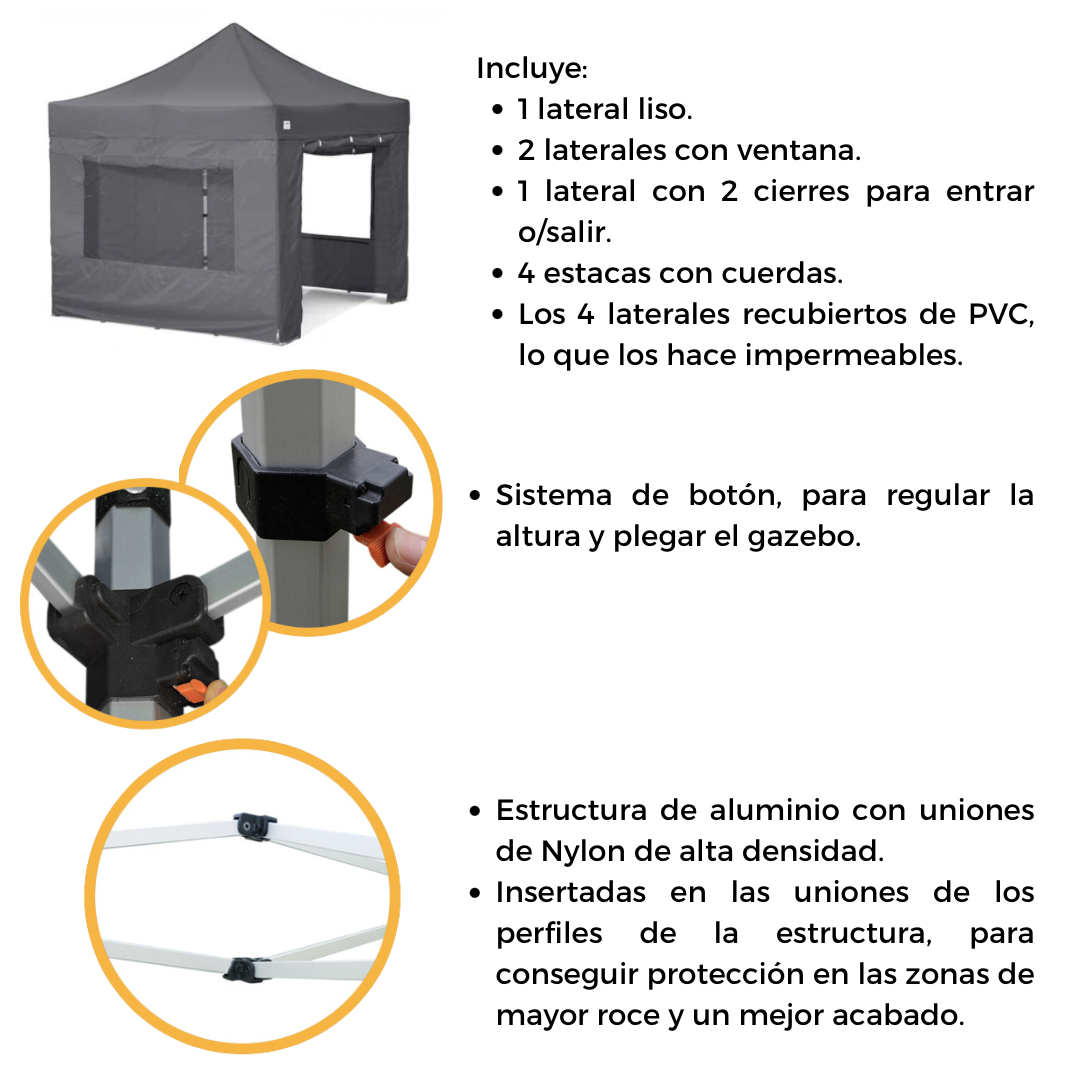 Incluye:
• 1 lateral liso.
• 2 laterales con ventana.
• 1 lateral con 2 cierres para entrar
o/salir.
• 4 estacas con cuerdas.
• Los 4 laterales recubiertos de PVC,
lo que los hace impermeables.
• Sistema de botón, para regular la
altura y plegar el gazebo.
• Estructura de aluminio con uniones
de Nylon de alta densidad.
• Insertadas en las uniones de los
perfiles de la estructura, para
conseguir protección en las zonas de
mayor roce y un mejor acabado.